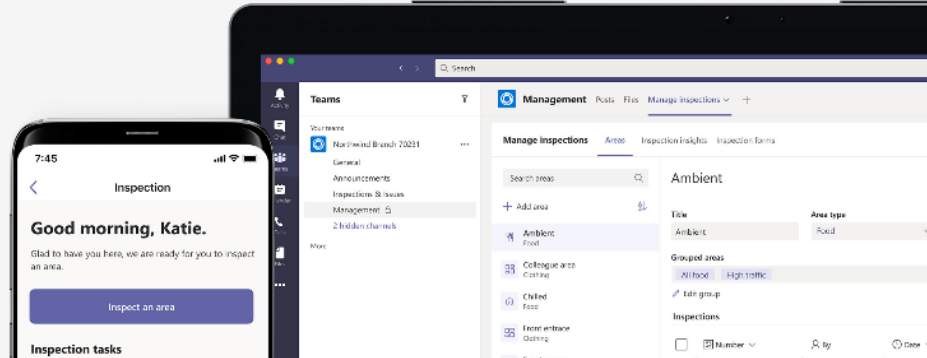 7:45
Inspection
Good morning, Katie.
Glad to have you here, we are ready for you to inspect
an area.
Inspect an area
Inspection tasks
Search
Activity
Chat
Teams
Your teams
Northwind Branch 70231
General
Announcements
Inspections & Issues
Management
2 hidden channels
More
Management Posts Files Manage inspections
Manage inspections Areas Inspection insights Inspection forms
Search areas
Add area
Ambient
Food
Colleague area
Clothing
Chilled
Food
Front entrace
Clothing
Ambient
Title Area type
Ambient Food
Grouped areas
All food High traffic
Edit group
Inspections
Number By Date